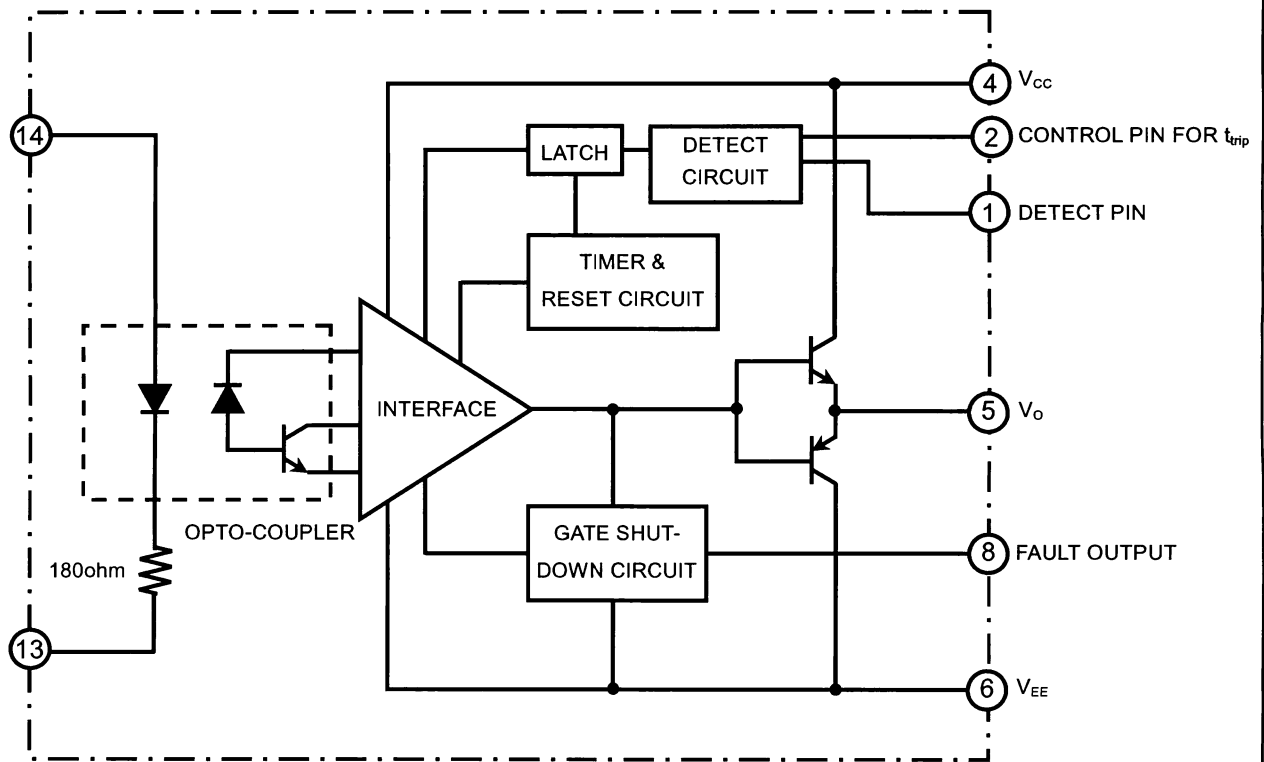 4 VCC
14
2 CONTROL PIN FOR ttrip
LATCH
DETECT
CIRCUIT
1 DETECT PIN
TIMER &
RESET CIRCUIT
INTERFACE
5 VO
OPTO-COUPLER
GATE SHUT-
DOWN CIRCUIT
8 FAULT OUTPUT
180ohm
13
6 VEE